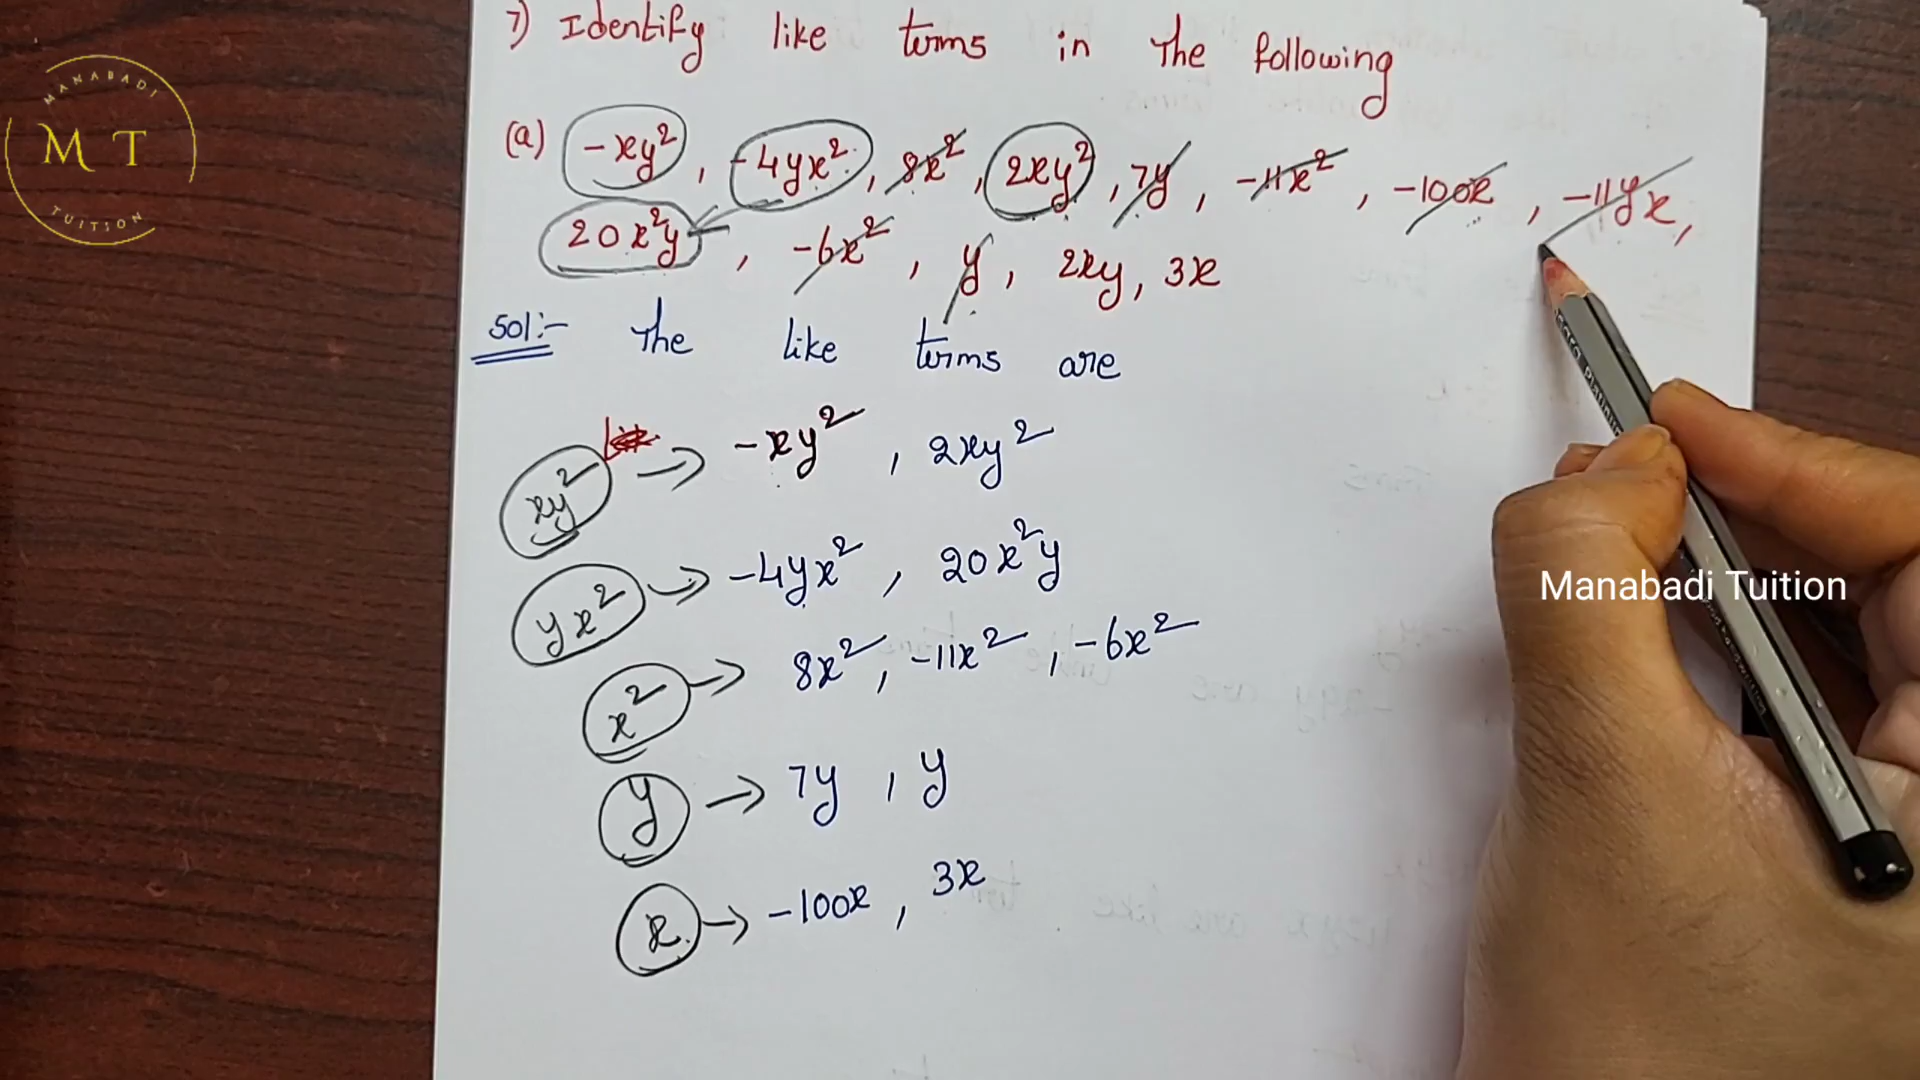 MANABADI
M T
TUITION
7) Identify like terms in the following
(a) -xy², -4yx², 8x², 2xy², 7y, -11x², -100x, -11yx,
20x²y, -6x², y, 2xy, 3x
Sol:- The like terms are
xy² → -xy², 2xy²
yx² → -4yx², 20x²y
Manabadi Tuition
x² → 8x², -11x², -6x²
y → 7y, y
x → -100x, 3x